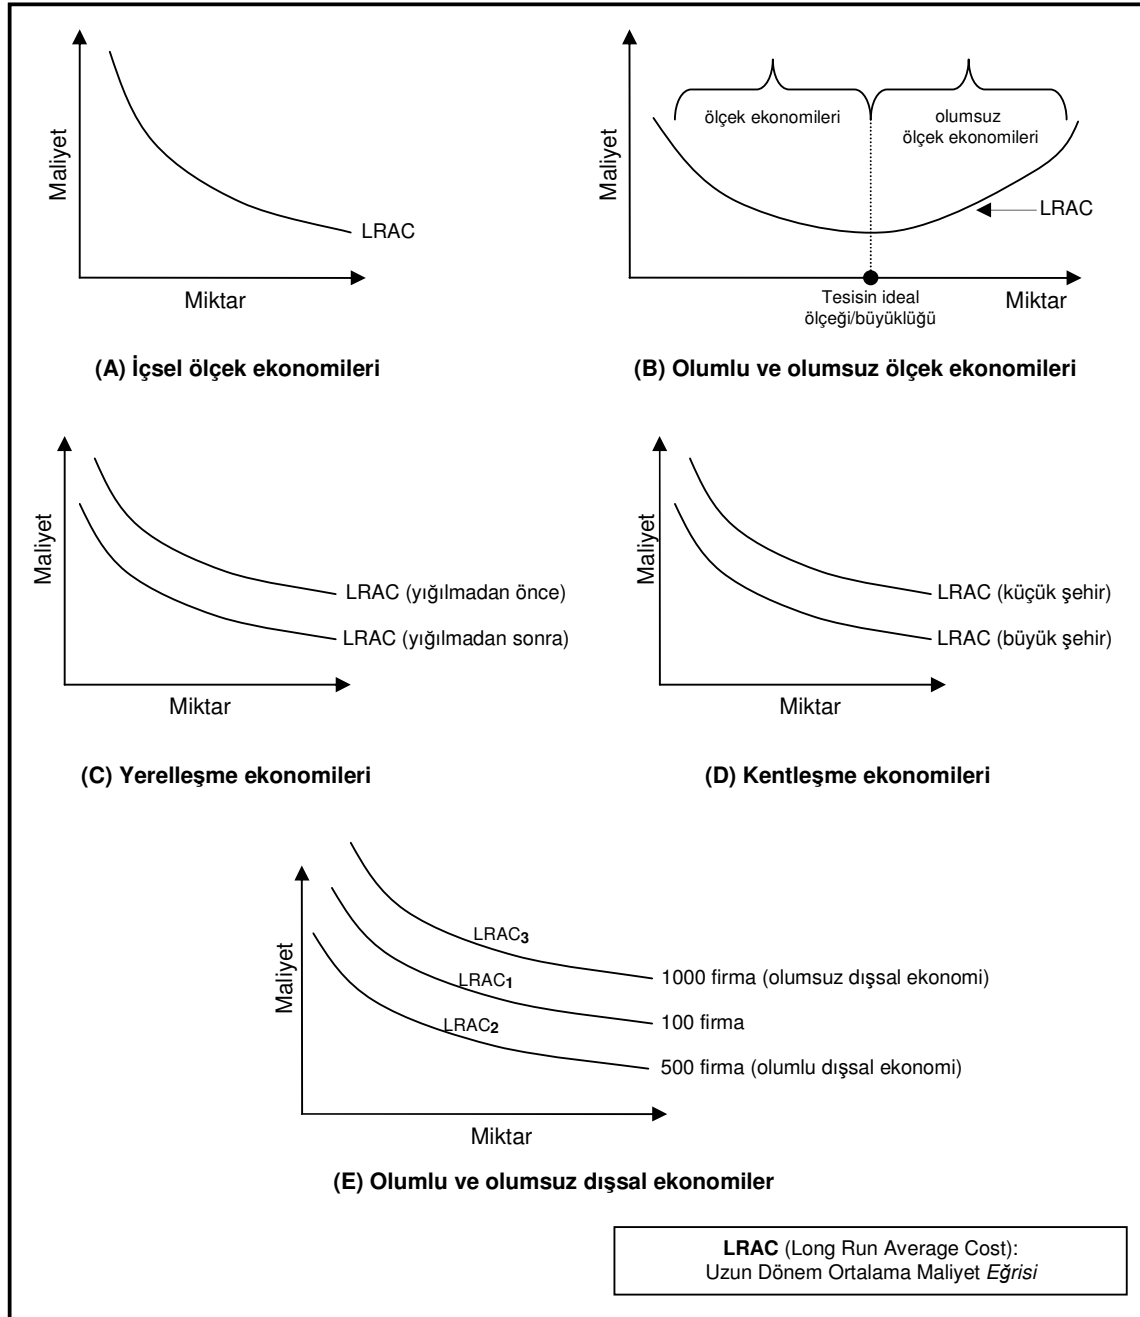 Maliyet
LRAC
Miktar
(A) İçsel ölçek ekonomileri
Maliyet
ölçek ekonomileri
olumsuz
ölçek ekonomileri
LRAC
Tesisin ideal
ölçeği/büyüklüğü
Miktar
(B) Olumlu ve olumsuz ölçek ekonomileri
Maliyet
LRAC (yığılmadan önce)
LRAC (yığılmadan sonra)
Miktar
(C) Yerelleşme ekonomileri
Maliyet
LRAC (küçük şehir)
LRAC (büyük şehir)
Miktar
(D) Kentleşme ekonomileri
Maliyet
LRAC3
1000 firma (olumsuz dışsal ekonomi)
LRAC1
100 firma
LRAC2
500 firma (olumlu dışsal ekonomi)
Miktar
(E) Olumlu ve olumsuz dışsal ekonomiler
LRAC (Long Run Average Cost):
Uzun Dönem Ortalama Maliyet Eğrisi